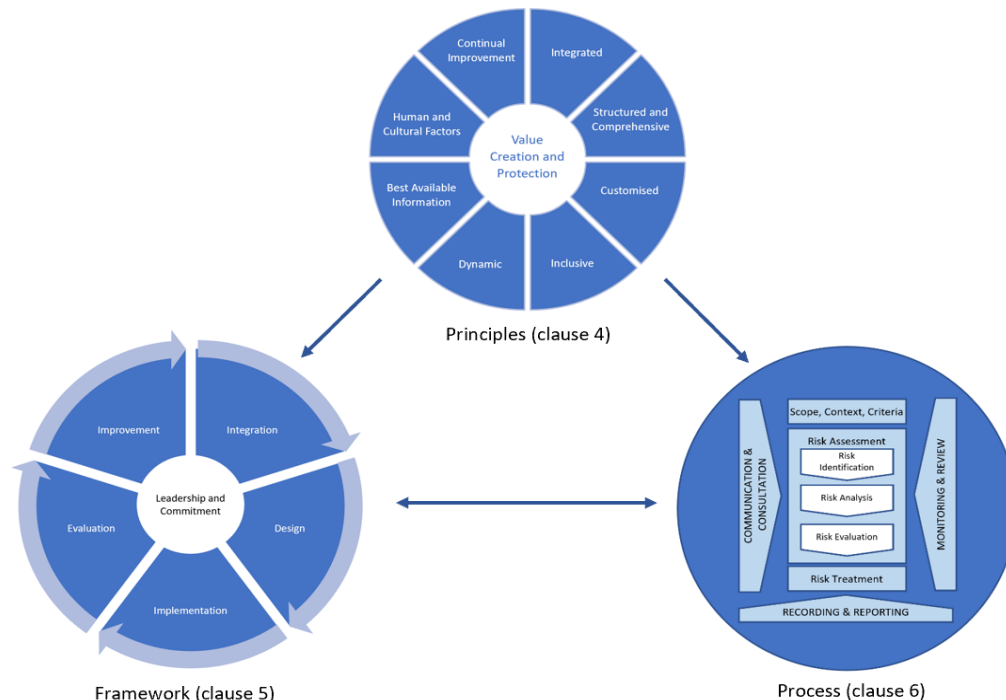 Continual
Improvement
Integrated
Human and
Cultural Factors
Structured and
Comprehensive
Value
Creation and
Protection
Best Available
Information
Customised
Dynamic
Inclusive
Principles (clause 4)
Improvement
Integration
Leadership and
Commitment
Evaluation
Design
Implementation
Framework (clause 5)
Scope, Context, Criteria
Risk Assessment
Risk
Identification
Risk Analysis
Risk Evaluation
Risk Treatment
COMMUNICATION &
CONSULTATION
MONITORING & REVIEW
RECORDING & REPORTING
Process (clause 6)